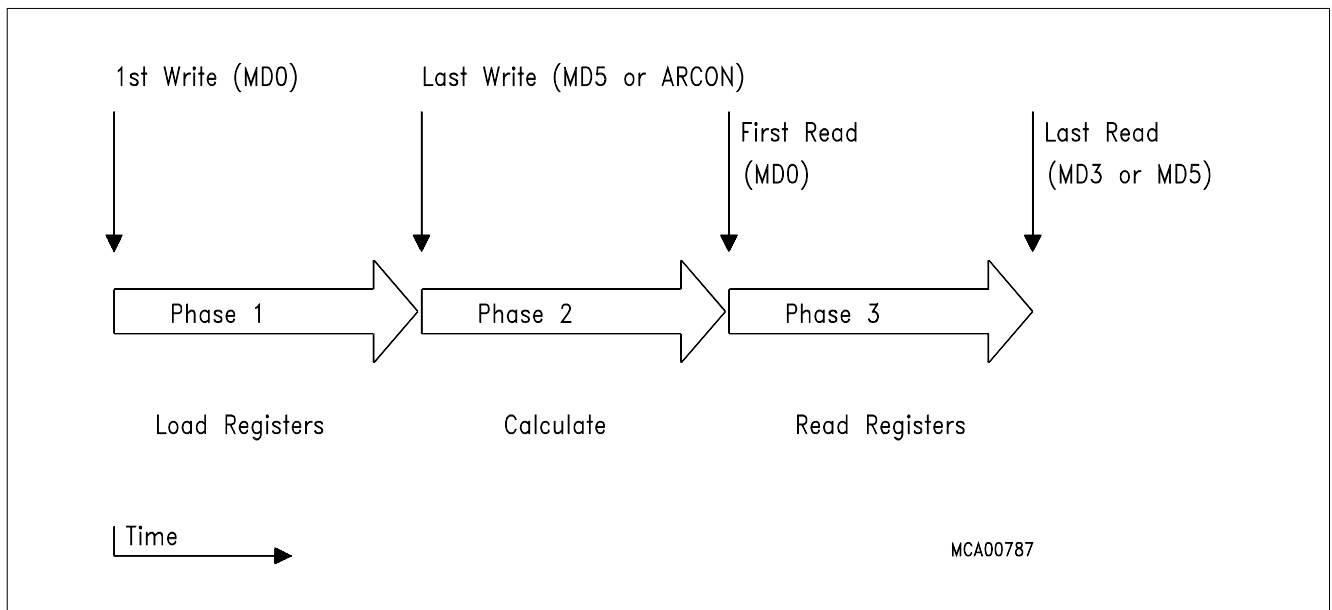 1st Write (MD0)
Last Write (MD5 or ARCON)
First Read
(MD0)
Last Read
(MD3 or MD5)
Phase 1
Phase 2
Phase 3
Load Registers
Calculate
Read Registers
Time
MCA00787